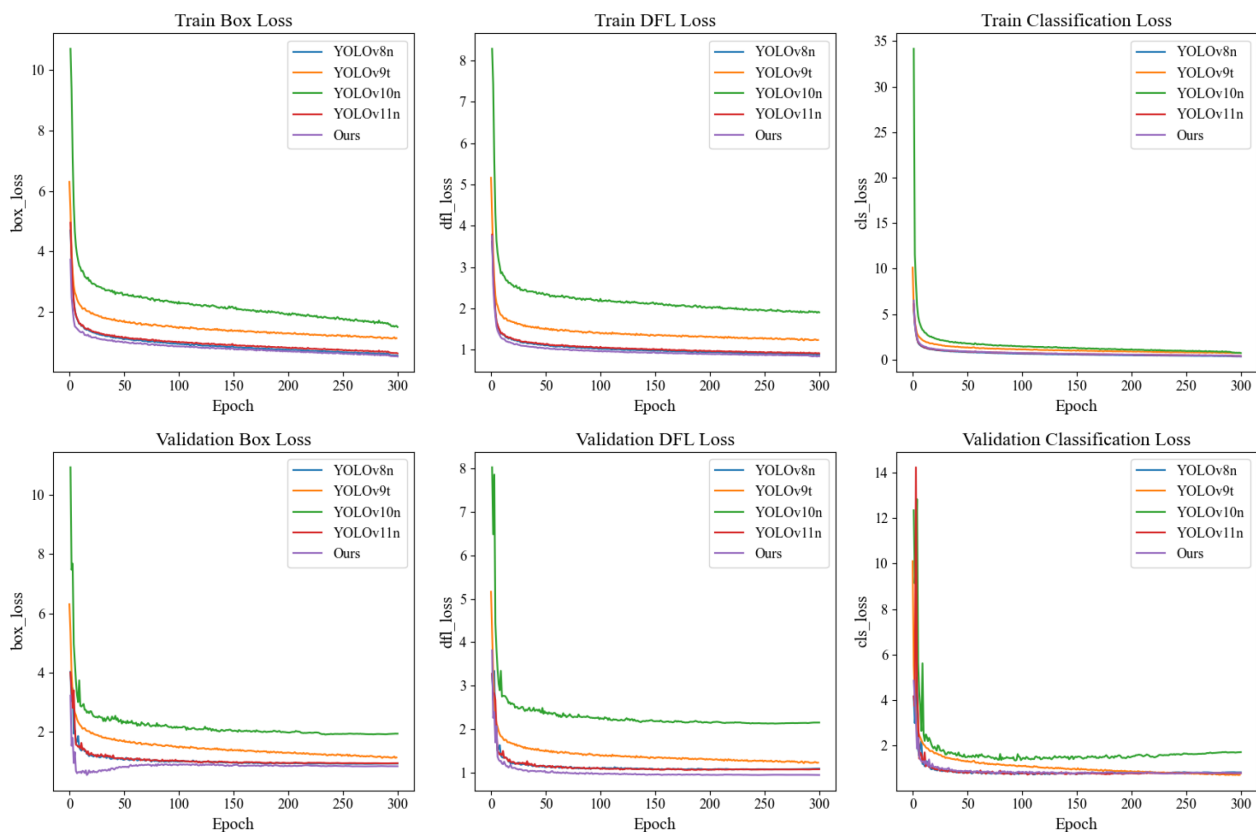 Train Box Loss
box_loss
10
8
6
4
2
YOLOv8n
YOLOv9t
YOLOv10n
YOLOv11n
Ours
0 50 100 150 200 250 300
Epoch
Train DFL Loss
dfl_loss
8
7
6
5
4
3
2
1
YOLOv8n
YOLOv9t
YOLOv10n
YOLOv11n
Ours
0 50 100 150 200 250 300
Epoch
Train Classification Loss
cls_loss
35
30
25
20
15
10
5
0
YOLOv8n
YOLOv9t
YOLOv10n
YOLOv11n
Ours
0 50 100 150 200 250 300
Epoch
Validation Box Loss
box_loss
10
8
6
4
2
YOLOv8n
YOLOv9t
YOLOv10n
YOLOv11n
Ours
0 50 100 150 200 250 300
Epoch
Validation DFL Loss
dfl_loss
8
7
6
5
4
3
2
1
YOLOv8n
YOLOv9t
YOLOv10n
YOLOv11n
Ours
0 50 100 150 200 250 300
Epoch
Validation Classification Loss
cls_loss
14
12
10
8
6
4
2
YOLOv8n
YOLOv9t
YOLOv10n
YOLOv11n
Ours
0 50 100 150 200 250 300
Epoch